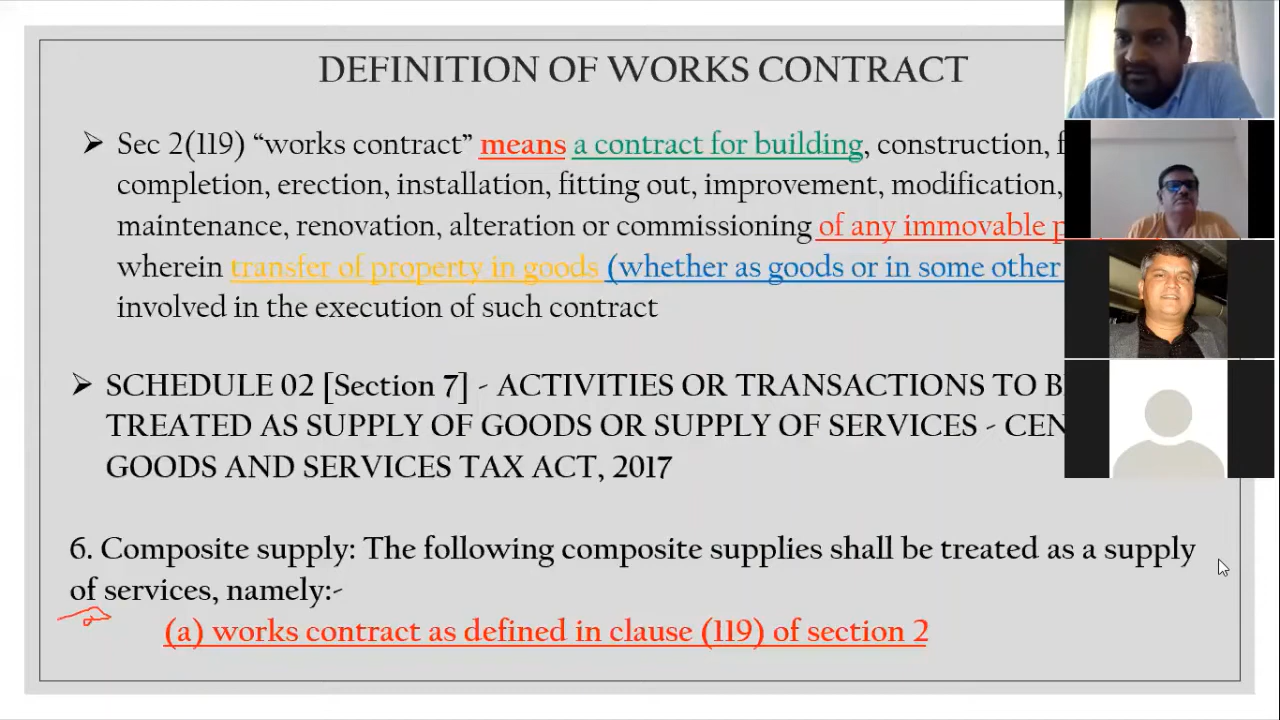 DEFINITION OF WORKS CONTRACT
➢ Sec 2(119) “works contract” means a contract for building, construction,
completion, erection, installation, fitting out, improvement, modification,
maintenance, renovation, alteration or commissioning of any immovable
wherein transfer of property in goods (whether as goods or in some other
involved in the execution of such contract
➢ SCHEDULE 02 [Section 7] - ACTIVITIES OR TRANSACTIONS TO
TREATED AS SUPPLY OF GOODS OR SUPPLY OF SERVICES -
GOODS AND SERVICES TAX ACT, 2017
6. Composite supply: The following composite supplies shall be treated as a supply
of services, namely:-
(a) works contract as defined in clause (119) of section 2